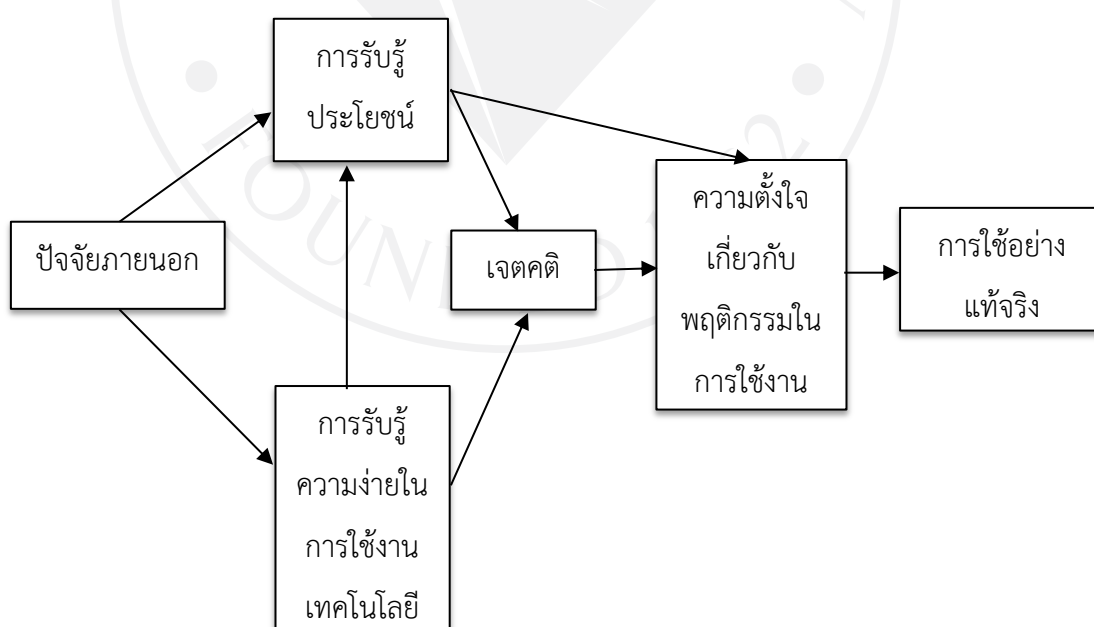 การรับรู้
ประโยชน์
ปัจจัยภายนอก
เจตคติ
ความตั้งใจ
เกี่ยวกับ
พฤติกรรมใน
การใช้งาน
การใช้อย่าง
แท้จริง
การรับรู้
ความง่ายใน
การใช้งาน
เทคโนโลยี